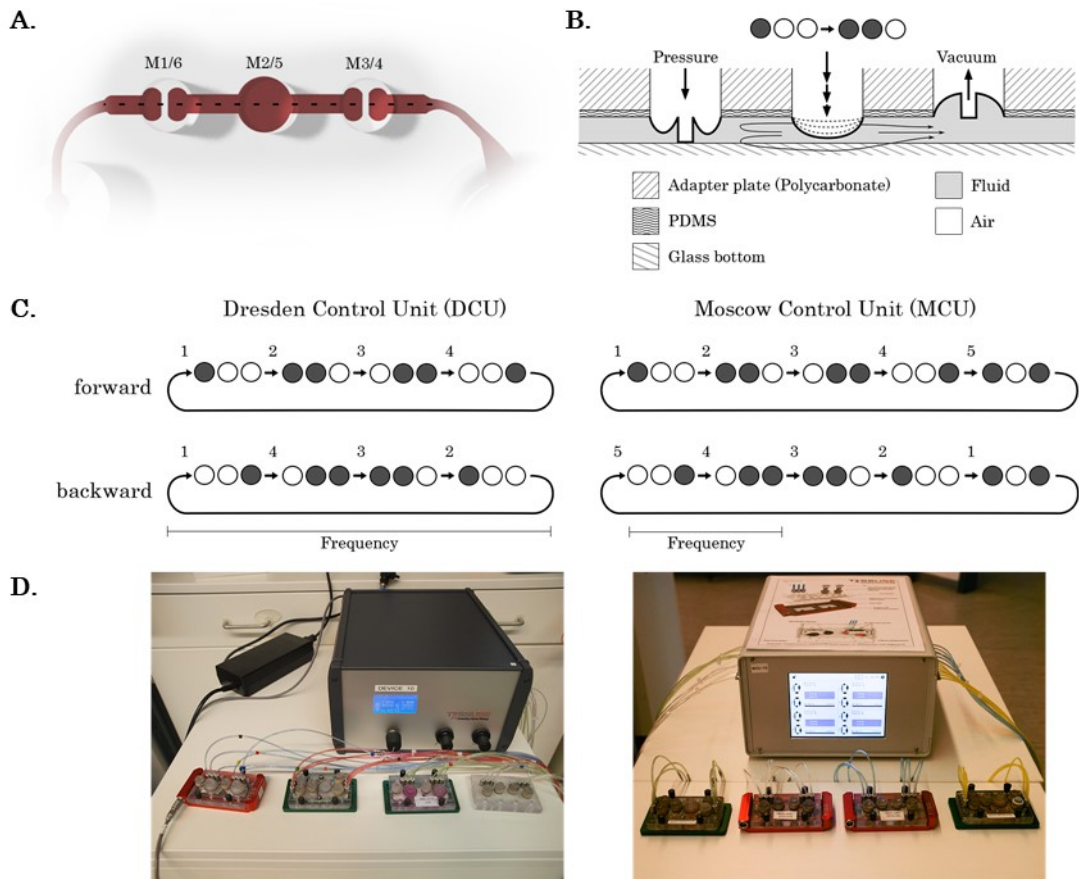 A.
M1/6 M2/5 M3/4
B.
Pressure Vacuum
Adapter plate (Polycarbonate)
PDMS
Glass bottom
Fluid
Air
C.
Dresden Control Unit (DCU)
Moscow Control Unit (MCU)
forward
1 2 3 4
1 2 3 4 5
backward
1 4 3 2
5 4 3 2 1
Frequency
Frequency
D.
DEVICE 10